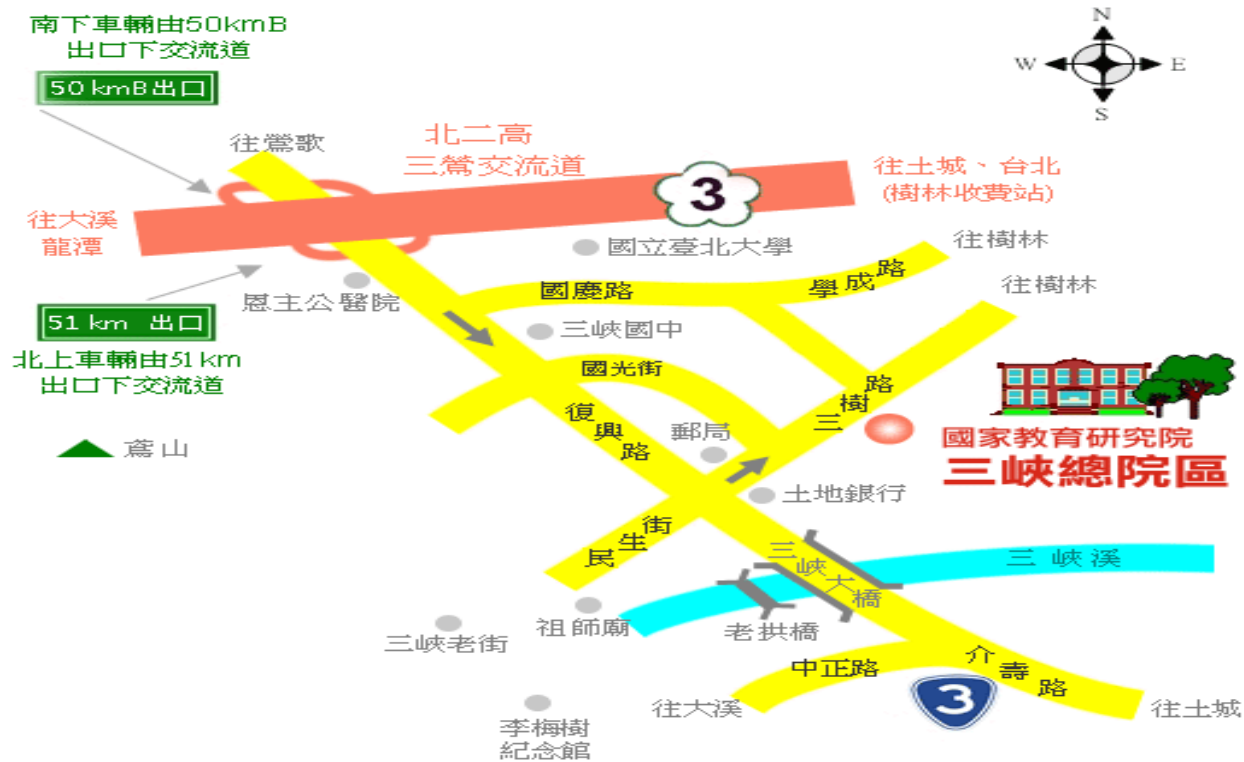 南下車輛由50kmB
出口下交流道
50 kmB出口
N
W
E
S
往鶯歌
北二高
三鶯交流道
3
往土城、台北
(樹林收費站)
往大溪
龍潭
國立臺北大學
往樹林
恩主公醫院
國慶路
學成路
往樹林
51 km 出口
北上車輛由51km
出口下交流道
三峽國中
國光街
復興路
郵局
三樹路
國家教育研究院
三峽總院區
鳶山
土地銀行
民生街
三峽大橋
三峽溪
祖師廟
老拱橋
三峽老街
中正路
介壽路
3
往大溪
往土城
李梅樹
紀念館